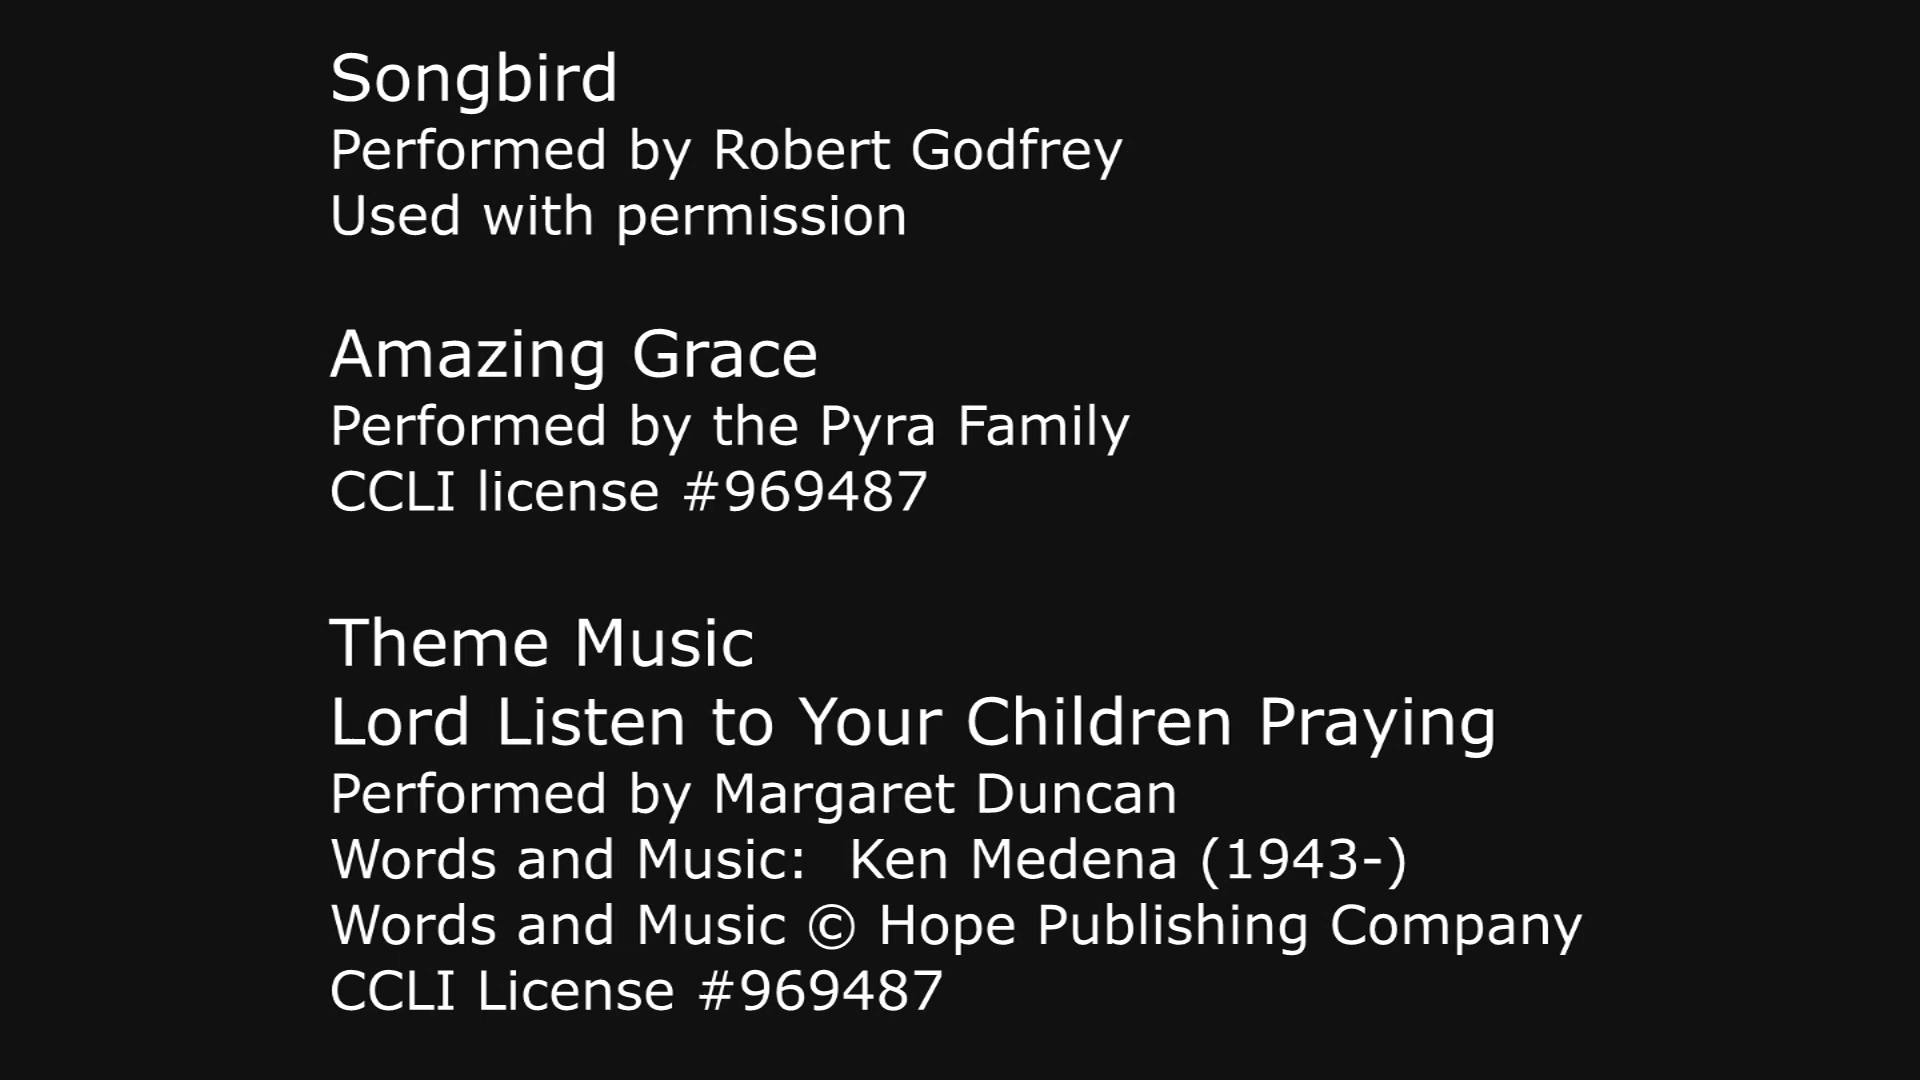 Songbird
Performed by Robert Godfrey
Used with permission
Amazing Grace
Performed by the Pyra Family
CCLI license #969487
Theme Music
Lord Listen to Your Children Praying
Performed by Margaret Duncan
Words and Music:  Ken Medena (1943-)
Words and Music © Hope Publishing Company
CCLI License #969487